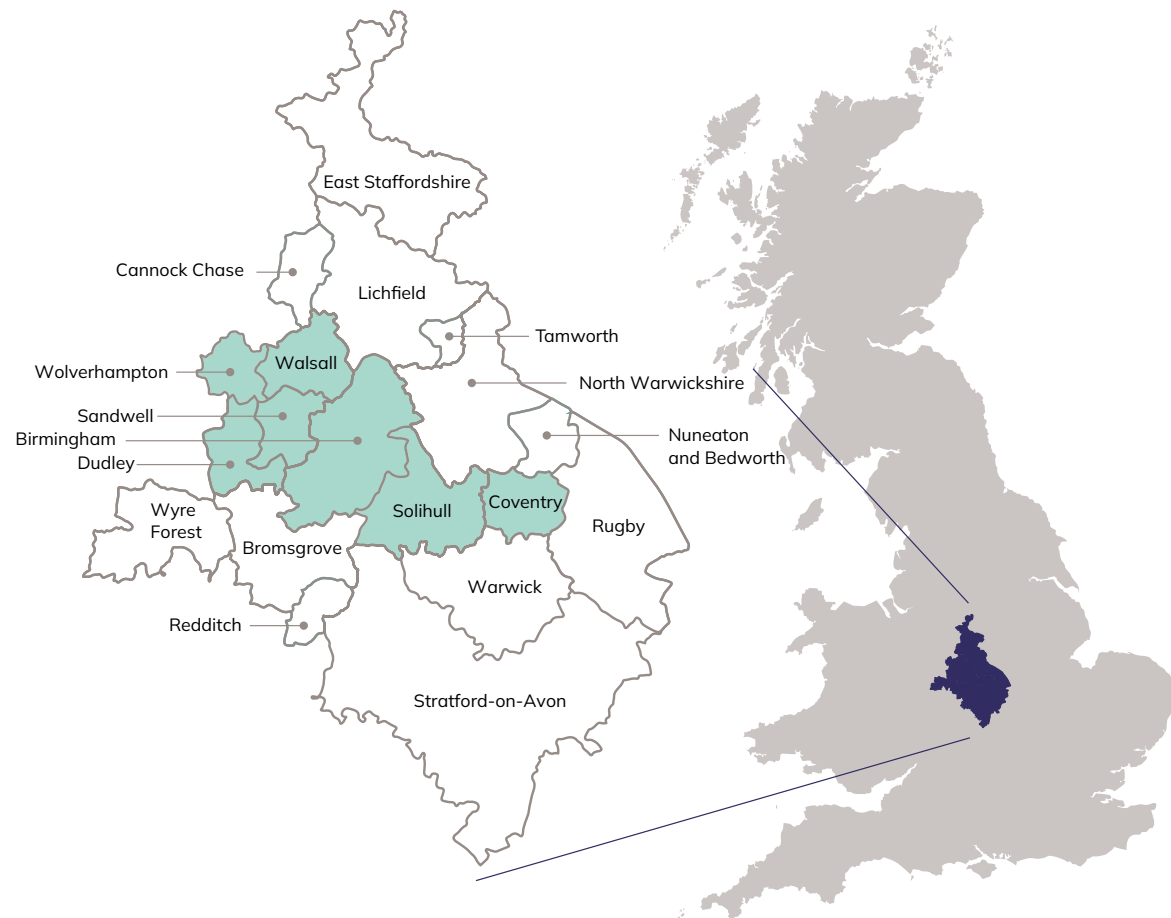 East Staffordshire
Cannock Chase
Lichfield
Tamworth
Walsall
Wolverhampton
North Warwickshire
Sandwell
Birmingham
Nuneaton
and Bedworth
Dudley
Coventry
Solihull
Wyre
Forest
Rugby
Bromsgrove
Warwick
Redditch
Stratford-on-Avon